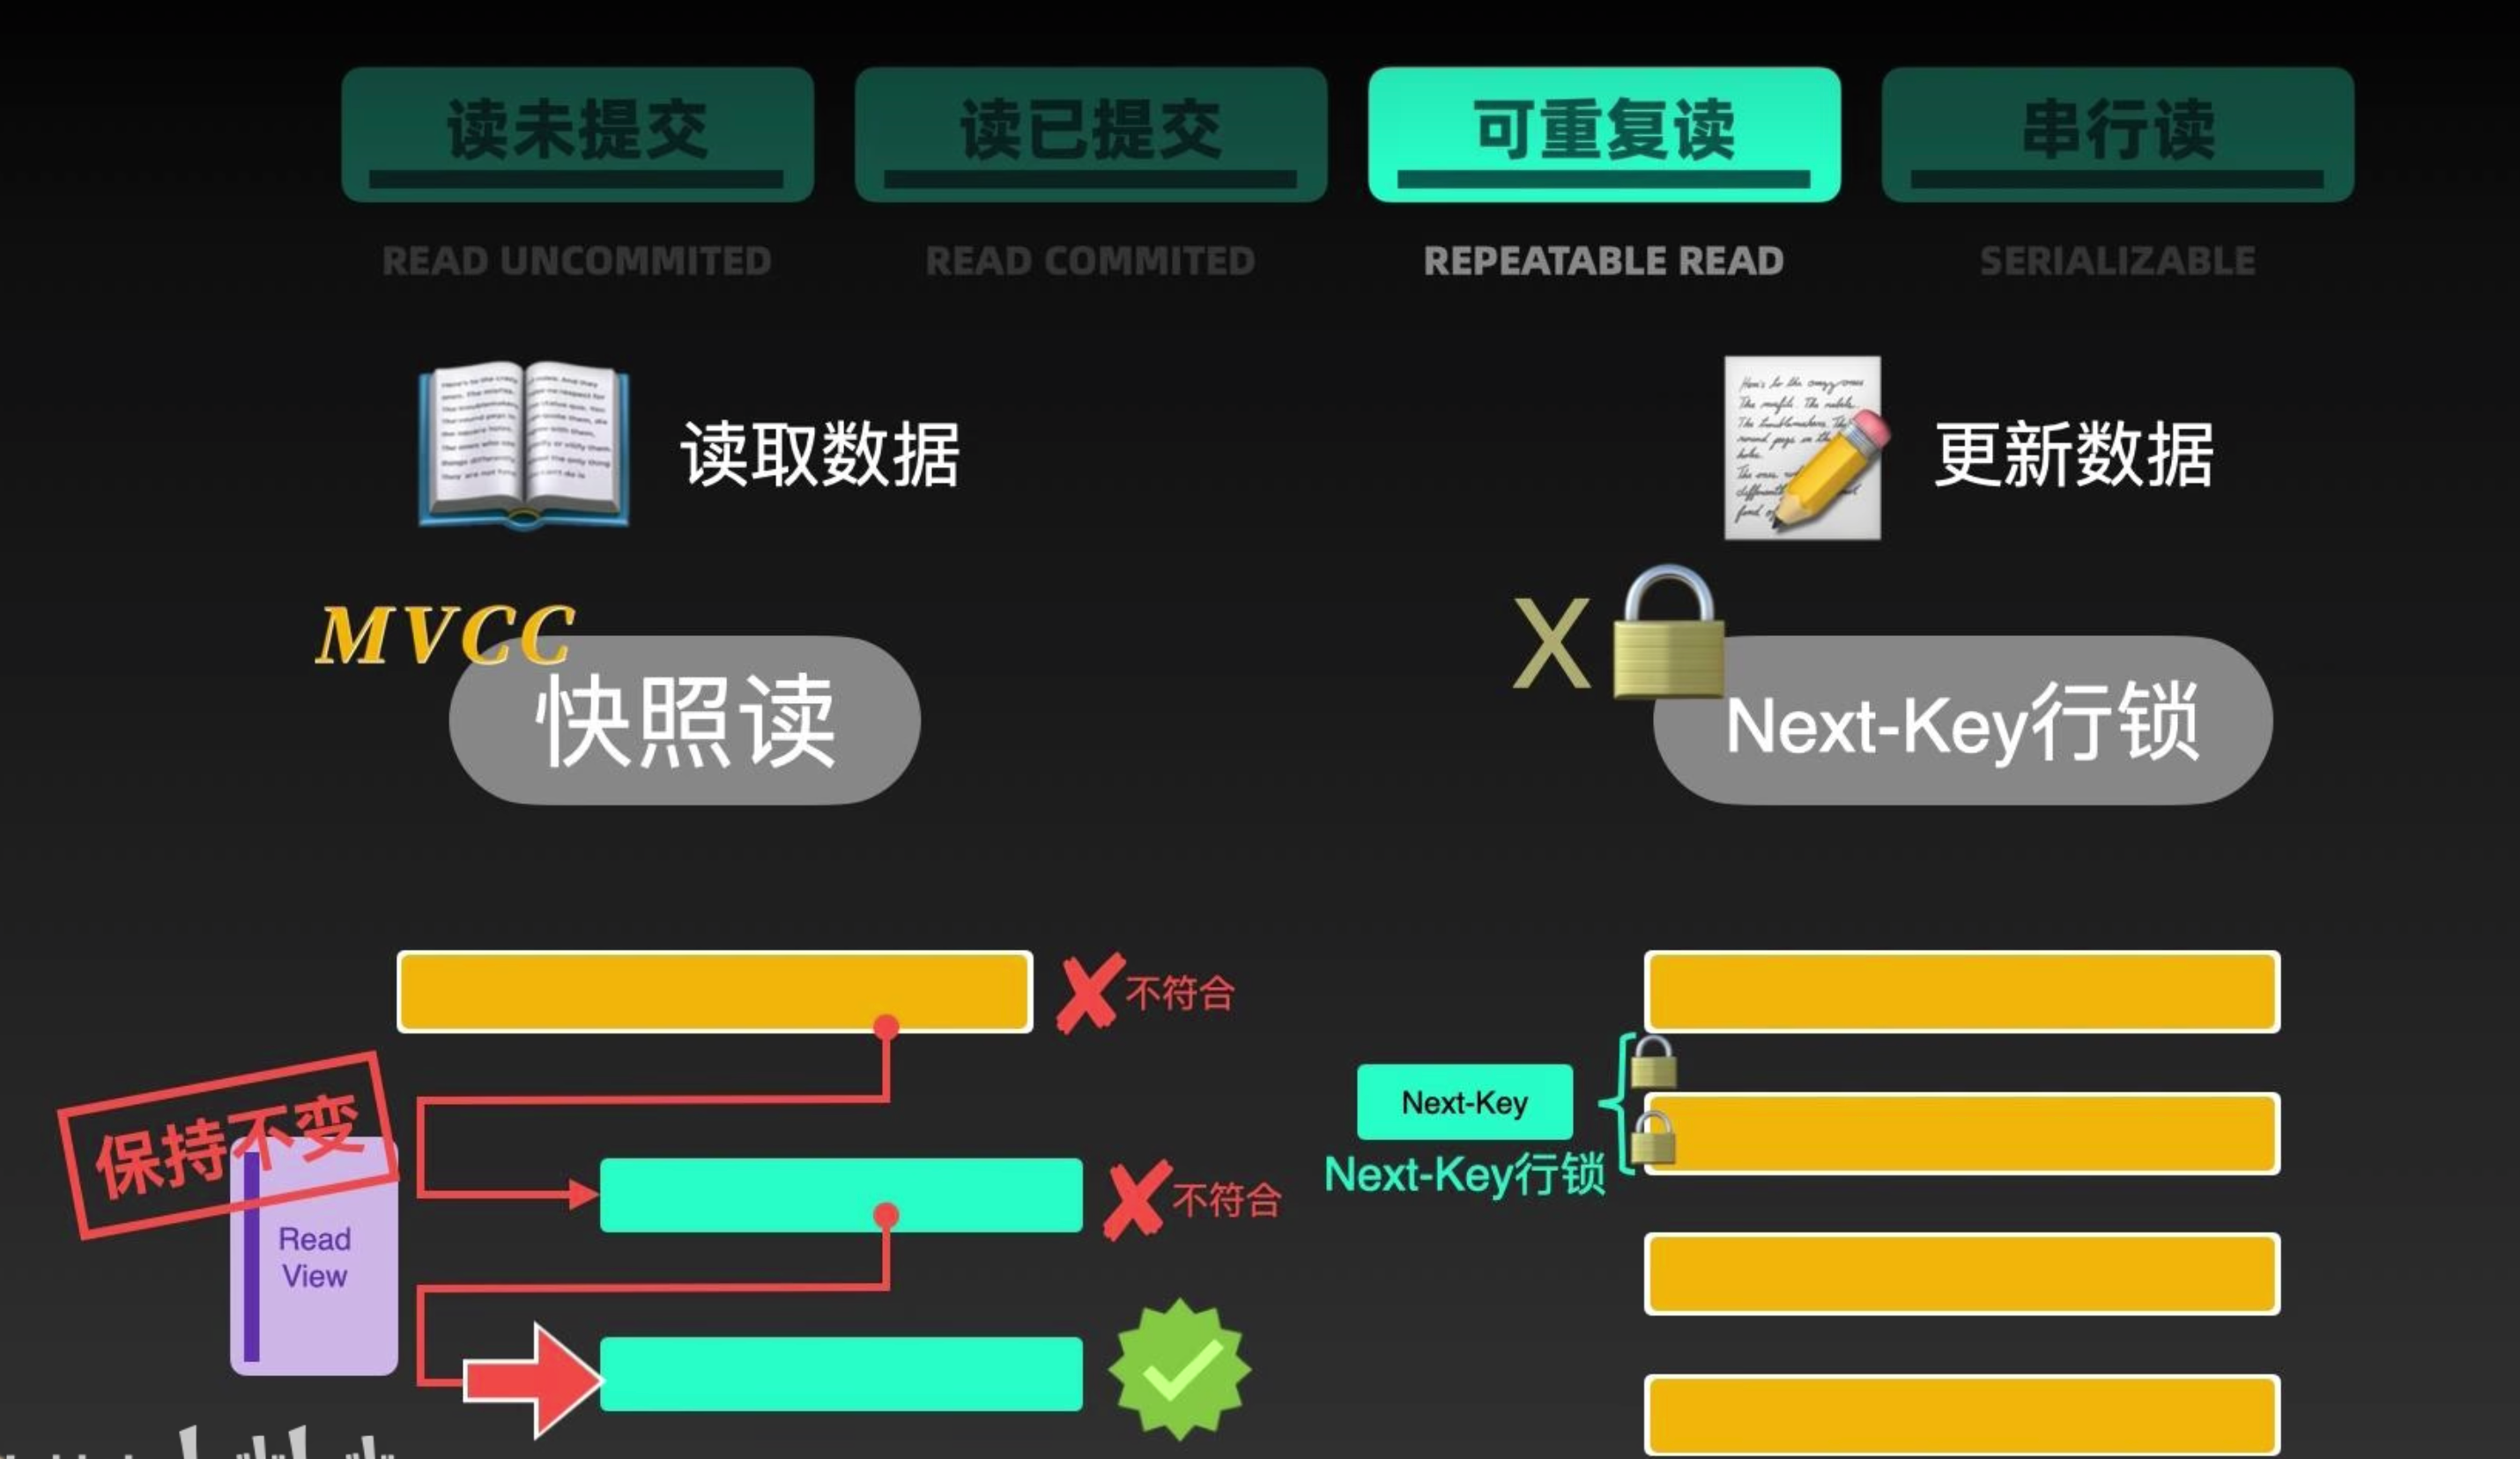 读未提交
读已提交
可重复读
串行读
READ UNCOMMITED
READ COMMITED
REPEATABLE READ
SERIALIZABLE
读取数据
更新数据
MVCC
快照读
X
Next-Key行锁
不符合
保持不变
Read
View
不符合
Next-Key
Next-Key行锁